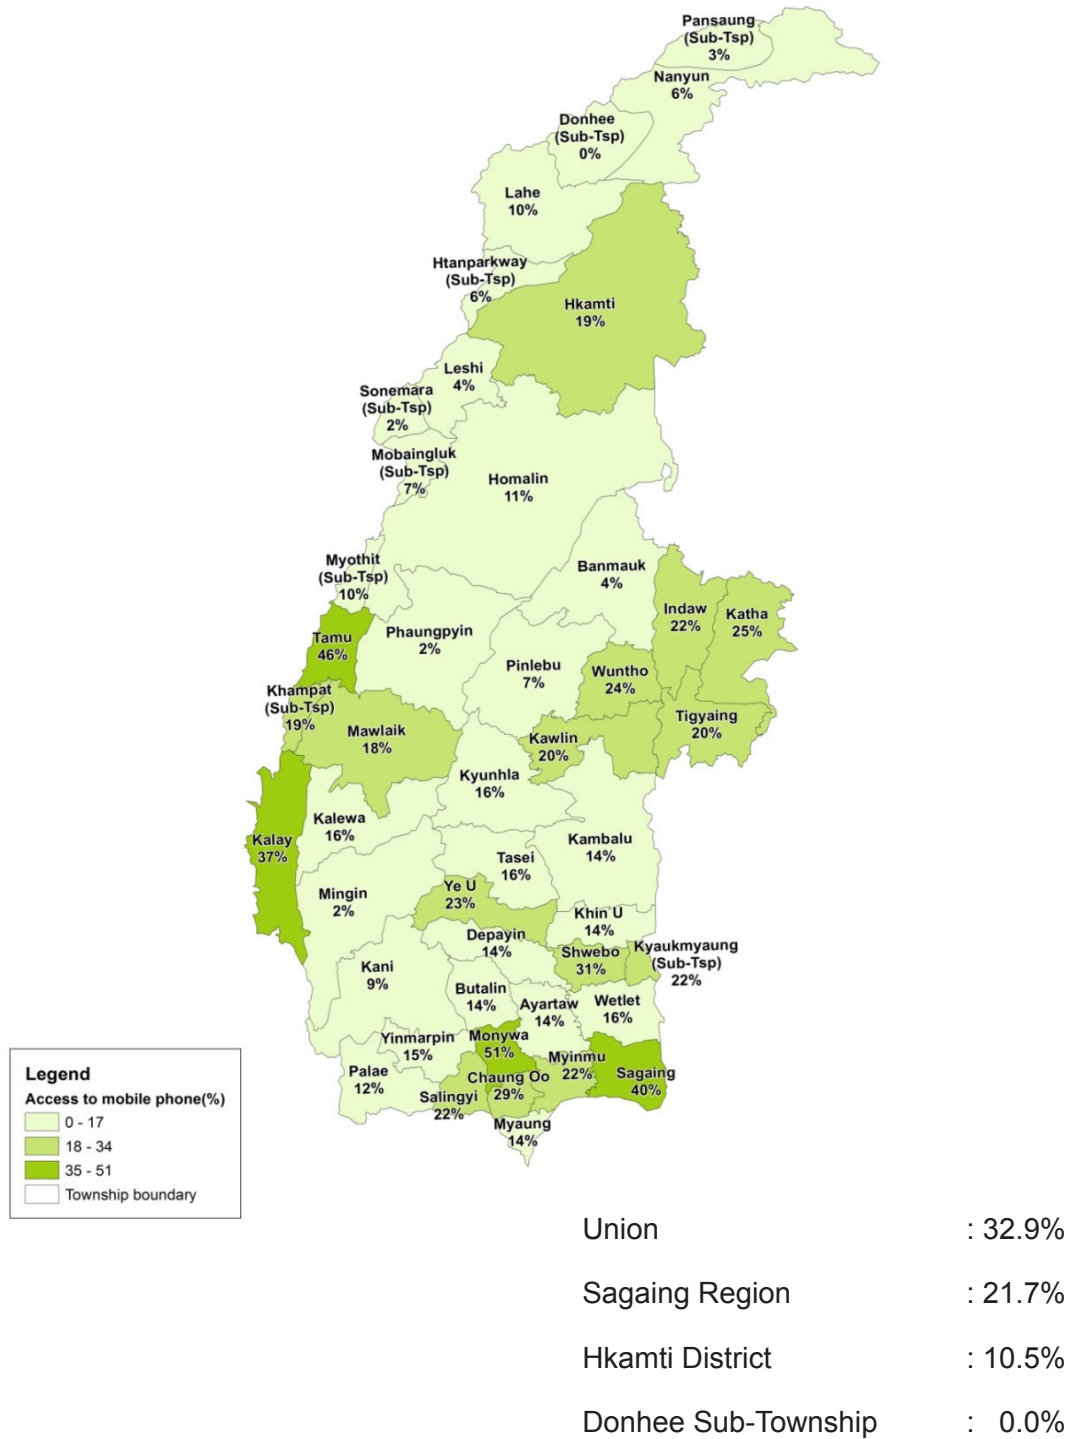 Pansaung
(Sub-Tsp)
3%
Nanyun
6%
Donhee
(Sub-Tsp)
0%
Lahe
10%
Htanparkway
(Sub-Tsp)
6%
Hkamti
19%
Leshi
4%
Sonemara
(Sub-Tsp)
2%
Mobaingluk
(Sub-Tsp)
7%
Homalin
11%
Myothit
(Sub-Tsp)
10%
Banmauk
4%
Indaw
22%
Katha
25%
Tamu
46%
Phaungpyin
2%
Pinlebu
7%
Wuntho
24%
Khampat
(Sub-Tsp)
19%
Mawlaik
18%
Kawlin
20%
Tigyaing
20%
Kyunhla
16%
Kalewa
16%
Kalay
37%
Kambalu
14%
Tasei
16%
Mingin
2%
Ye U
23%
Khin U
14%
Depayin
14%
Shwebo
31%
Kyaukmyaung
(Sub-Tsp)
22%
Kani
9%
Butalin
14%
Ayartaw
14%
Wetlet
16%
Yinmarpin
15%
Monywa
51%
Palae
12%
Chaung Oo
29%
Myinmu
22%
Sagaing
40%
Salingyi
22%
Myaung
14%
Legend
Access to mobile phone(%)
0 - 17
18 - 34
35 - 51
Township boundary
Union : 32.9%
Sagaing Region : 21.7%
Hkamti District : 10.5%
Donhee Sub-Township : 0.0%